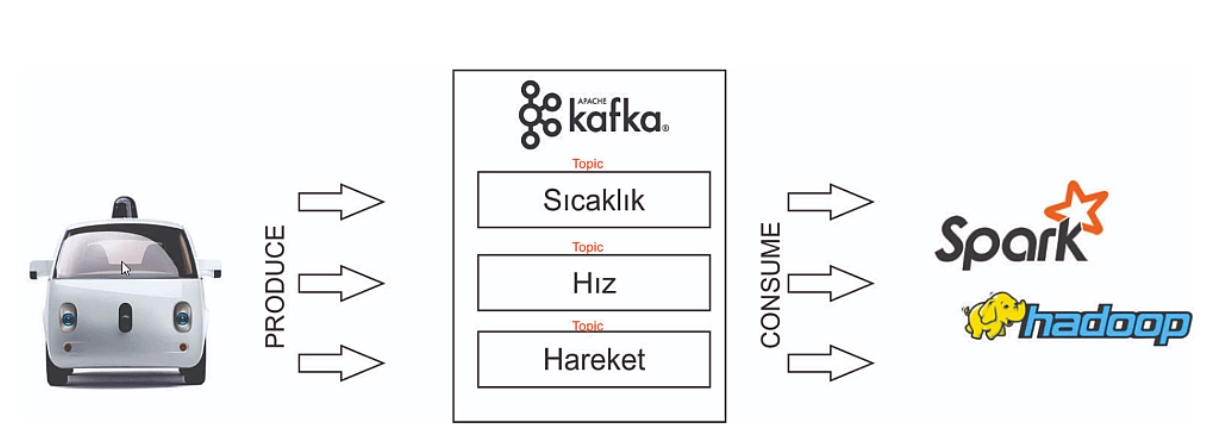 APACHE
kafka®
Topic
Sıcaklık
Topic
Hız
Topic
Hareket
PRODUCE
CONSUME
Spark
hadoop